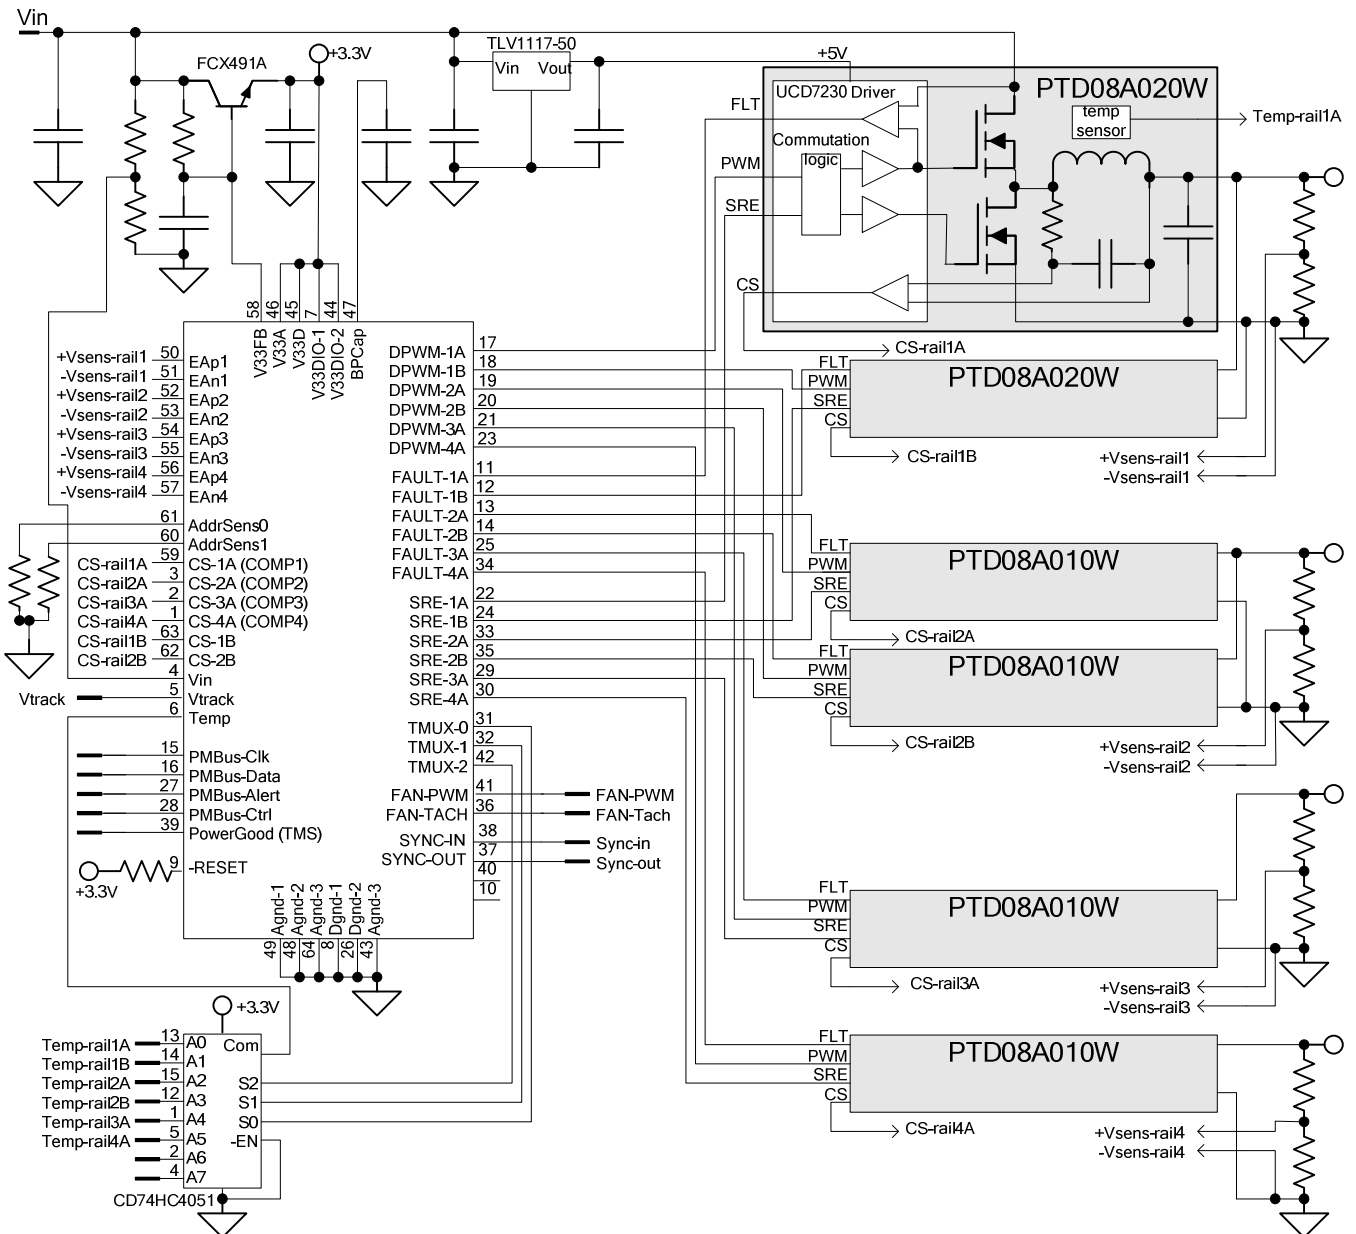 Vin
FCX491A
+3.3V
TLV1117-50
Vin Vout
+5V
PTD08A020W
UCD7230 Driver
FLT
temp
sensor
Temp-rail1A
Commutation
logic
PWM
SRE
CS
CS-rail1A
58 46 45 7 44 47
V33FB
V33A
V33D
V33DIO-1
V33DIO-2
BPCap
+Vsens-rail1 50 EAp1
-Vsens-rail1 51 EAn1
+Vsens-rail2 52 EAp2
-Vsens-rail2 53 EAn2
+Vsens-rail3 54 EAp3
-Vsens-rail3 55 EAn3
+Vsens-rail4 56 EAp4
-Vsens-rail4 57 EAn4
61 AddrSens0
60 AddrSens1
CS-rail1A 59 CS-1A (COMP1)
CS-rail2A 3 CS-2A (COMP2)
CS-rail3A 2 CS-3A (COMP3)
CS-rail4A 1 CS-4A (COMP4)
CS-rail1B 63 CS-1B
CS-rail2B 62 CS-2B
4 Vin
Vtrack 5 Vtrack
6 Temp
15 PMBus-Clk
16 PMBus-Data
27 PMBus-Alert
28 PMBus-Ctrl
39 PowerGood (TMS)
+3.3V 9 -RESET
DPWM-1A 17
DPWM-1B 18
DPWM-2A 19
DPWM-2B 20
DPWM-3A 21
DPWM-4A 23
FAULT-1A 11
FAULT-1B 12
FAULT-2A 13
FAULT-2B 14
FAULT-3A 25
FAULT-4A 34
SRE-1A 22
SRE-1B 24
SRE-2A 33
SRE-2B 35
SRE-3A 29
SRE-4A 30
TMUX-0 31
TMUX-1 32
TMUX-2 42
FAN-PWM 41 FAN-PWM
FAN-TACH 36 FAN-Tach
SYNC-IN 38 Sync-in
SYNC-OUT 37 Sync-out
40
10
Agnd-1
Agnd-2
Agnd-3
Dgnd-1
Dgnd-2
Agnd-3
49 48 64 8 26 43
FLT
PWM
SRE
CS
PTD08A020W
CS-rail1B
+Vsens-rail1
-Vsens-rail1
FLT
PWM
SRE
CS
PTD08A010W
CS-rail2A
FLT
PWM
SRE
CS
PTD08A010W
CS-rail2B
+Vsens-rail2
-Vsens-rail2
FLT
PWM
SRE
CS
PTD08A010W
CS-rail3A
+Vsens-rail3
-Vsens-rail3
FLT
PWM
SRE
CS
PTD08A010W
CS-rail4A
+Vsens-rail4
-Vsens-rail4
+3.3V
Temp-rail1A 13 A0
Temp-rail1B 14 A1
Temp-rail2A 15 A2
Temp-rail2B 12 A3
Temp-rail3A 1 A4
Temp-rail4A 5 A5
2 A6
4 A7
Com
S2
S1
S0
-EN
CD74HC4051